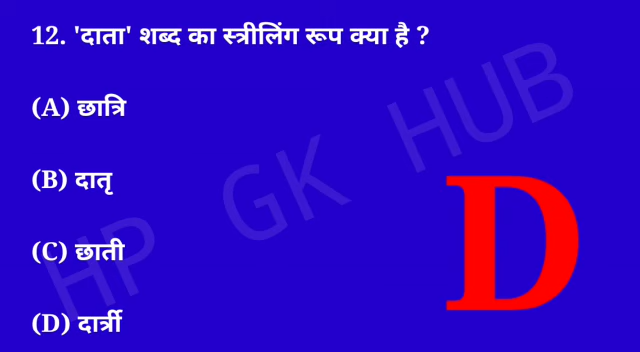 12. 'दाता' शब्द का स्त्रीलिंग रूप क्या है ?
(A) छात्रि
(B) दातृ
(C) छाती
(D) दार्त्री
D
HP GK HUB